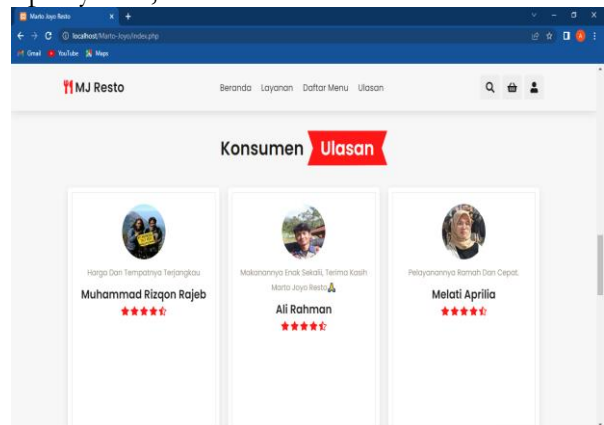 Marto Joyo Resto
localhost/Marto-Joyo/index.php
Gmail YouTube Maps
MJ Resto Beranda Layanan Daftar Menu Ulasan
Konsumen Ulasan
Harga Dan Tempatnya Terjangkau
Muhammad Rizqon Rajeb
Makanannya Enak Sekalii, Terima Kasih
Marto Joyo Resto🙏
Ali Rahman
Pelayanannya Ramah Dan Cepat.
Melati Aprilia